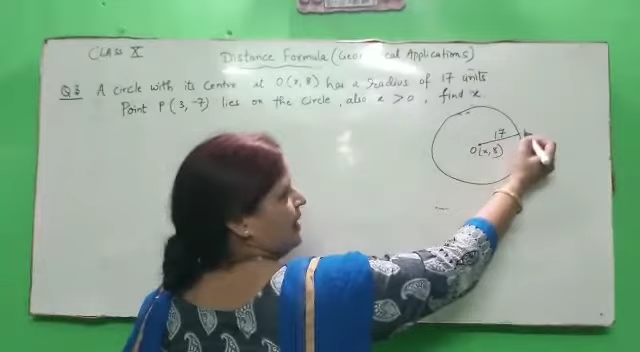 CLASS X
Distance Formula (Geometrical Applications)
Q3 A circle with its centre at O(x, 8) has a radius of 17 units
Point P(3, -7) lies on the circle, also x > 0, find x.
17
O(x, 8)